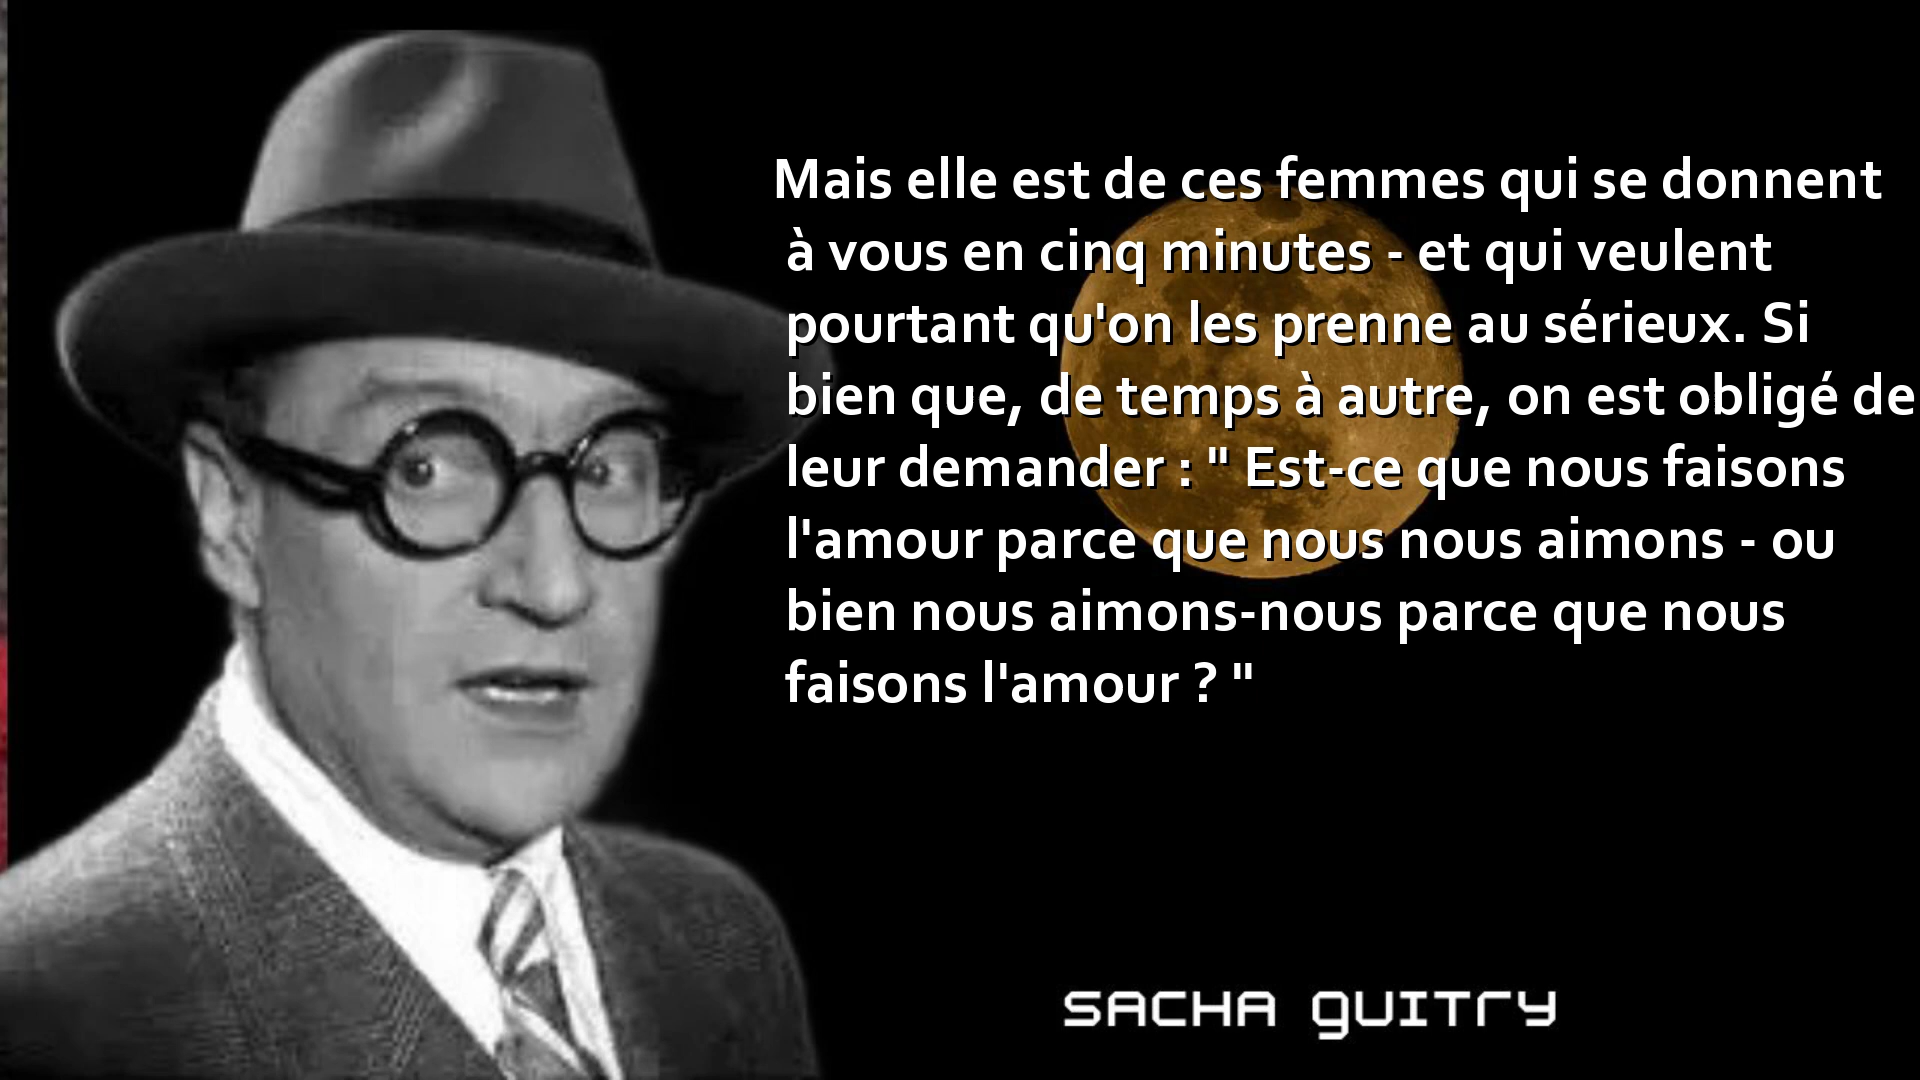 Mais elle est de ces femmes qui se donnent
à vous en cinq minutes - et qui veulent
pourtant qu'on les prenne au sérieux. Si
bien que, de temps à autre, on est obligé de
leur demander : " Est-ce que nous faisons
l'amour parce que nous nous aimons - ou
bien nous aimons-nous parce que nous
faisons l'amour ? "
SACHA GUITRY